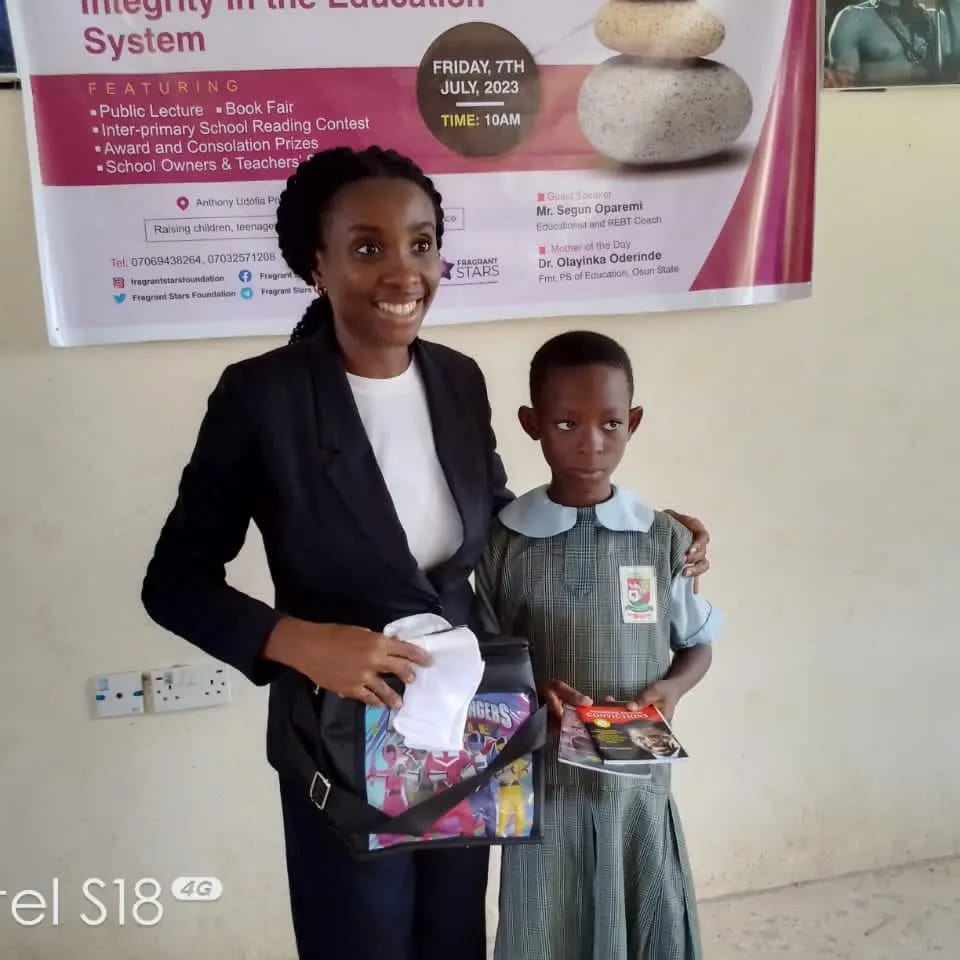 Integrity in the Education
System
FEATURING
▪Public Lecture ▪Book Fair
▪Inter-primary School Reading Contest
▪Award and Consolation Prizes
▪School Owners & Teachers'
FRIDAY, 7TH
JULY, 2023
TIME: 10AM
Anthony Udofia
Raising children, teenage
Tel: 07069438264, 07032571208
fragrantstarsfoundation
Fragrant
Fragrant Stars Foundation
Fragrant Stars
FRAGRANT
STARS
Guest Speaker
Mr. Segun Oparemi
Educationist and REBT Coach
Mother of the Day
Dr. Olayinka Oderinde
Fmr. PS of Education, Osun State
GERS
CONVICTIONS
tel S18 4G